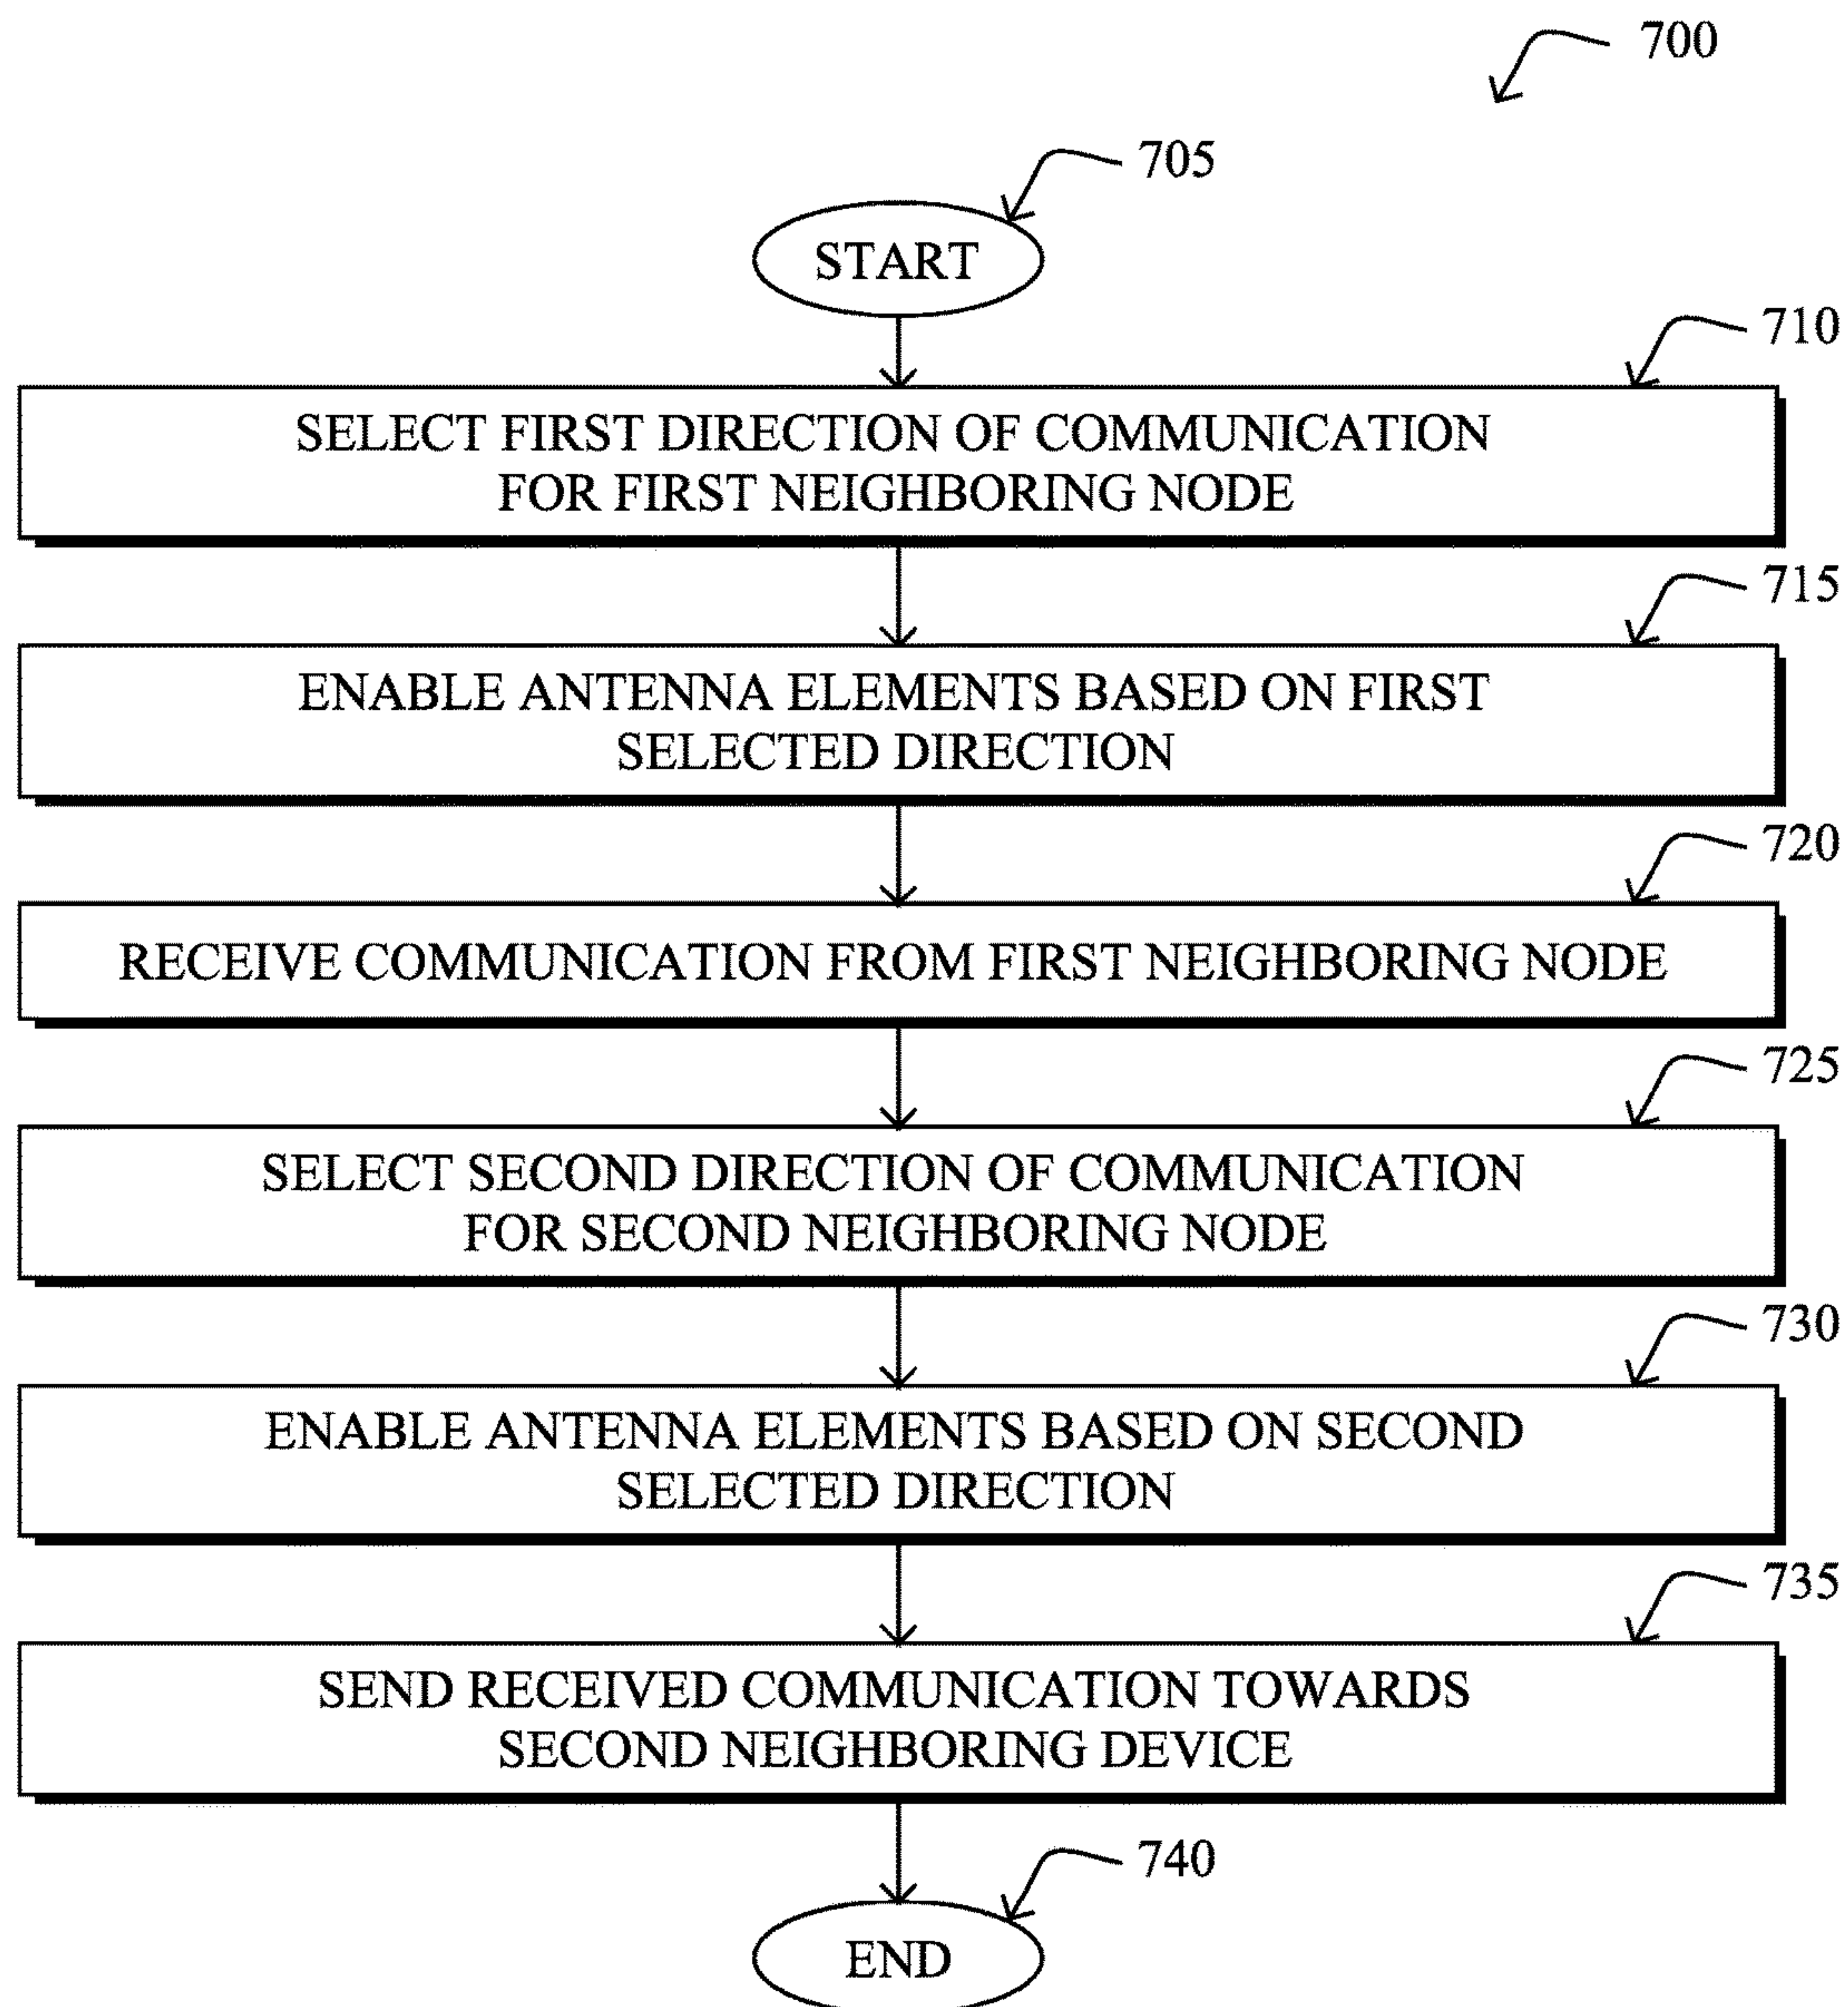 700
705
START
710
SELECT FIRST DIRECTION OF COMMUNICATION
FOR FIRST NEIGHBORING NODE
715
ENABLE ANTENNA ELEMENTS BASED ON FIRST
SELECTED DIRECTION
720
RECEIVE COMMUNICATION FROM FIRST NEIGHBORING NODE
725
SELECT SECOND DIRECTION OF COMMUNICATION
FOR SECOND NEIGHBORING NODE
730
ENABLE ANTENNA ELEMENTS BASED ON SECOND
SELECTED DIRECTION
735
SEND RECEIVED COMMUNICATION TOWARDS
SECOND NEIGHBORING DEVICE
740
END